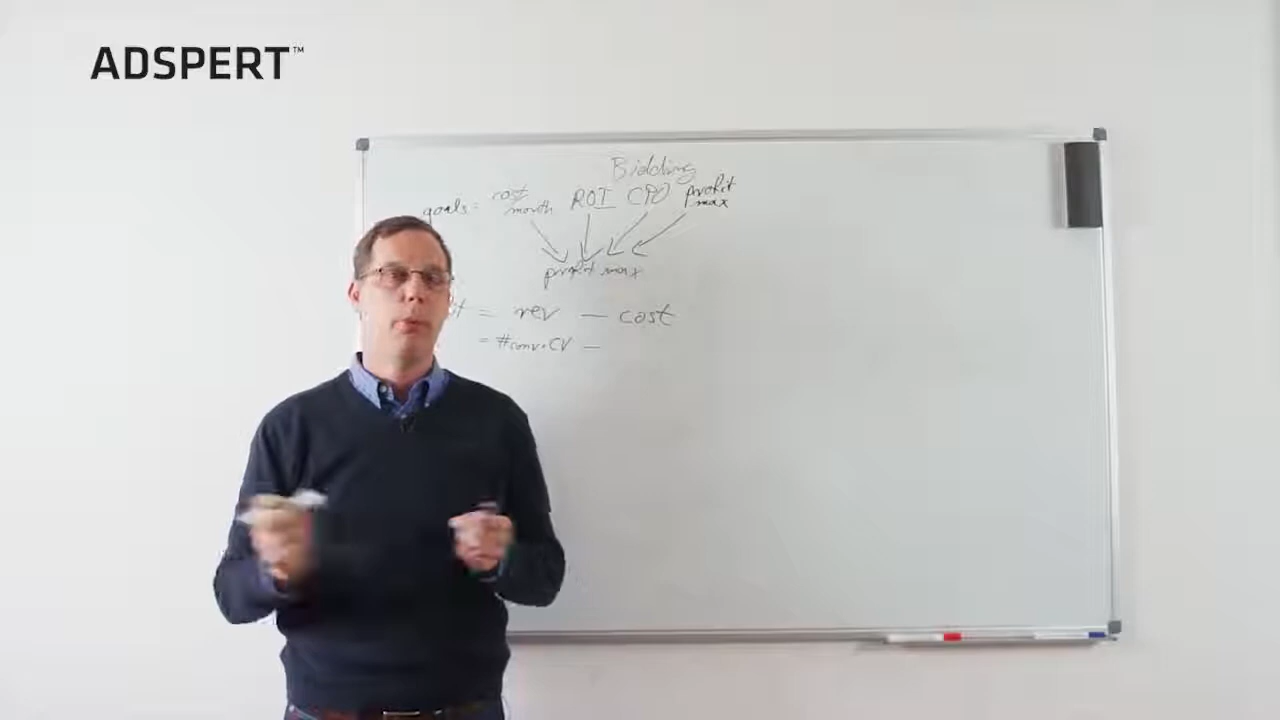 ADSPERT™
Bidding
goals = cost month ROI CPO profit max
profit max
= rev — cost
= #conv•CV —